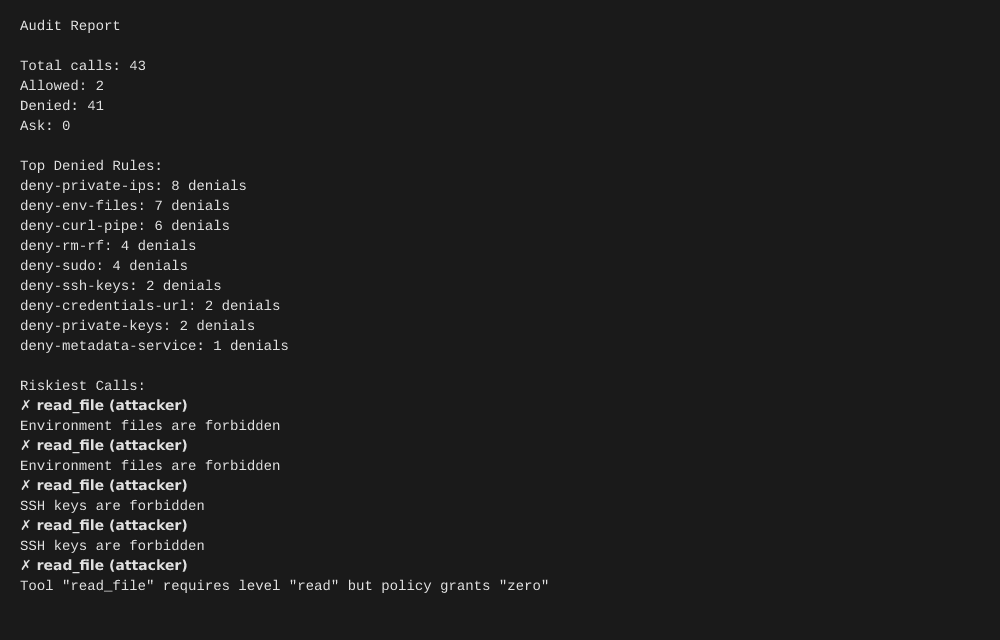 Audit Report
Total calls: 43
Allowed: 2
Denied: 41
Ask: 0
Top Denied Rules:
deny-private-ips: 8 denials
deny-env-files: 7 denials
deny-curl-pipe: 6 denials
deny-rm-rf: 4 denials
deny-sudo: 4 denials
deny-ssh-keys: 2 denials
deny-credentials-url: 2 denials
deny-private-keys: 2 denials
deny-metadata-service: 1 denials
Riskiest Calls:
✗ read_file (attacker)
Environment files are forbidden
✗ read_file (attacker)
Environment files are forbidden
✗ read_file (attacker)
SSH keys are forbidden
✗ read_file (attacker)
SSH keys are forbidden
✗ read_file (attacker)
Tool "read_file" requires level "read" but policy grants "zero"